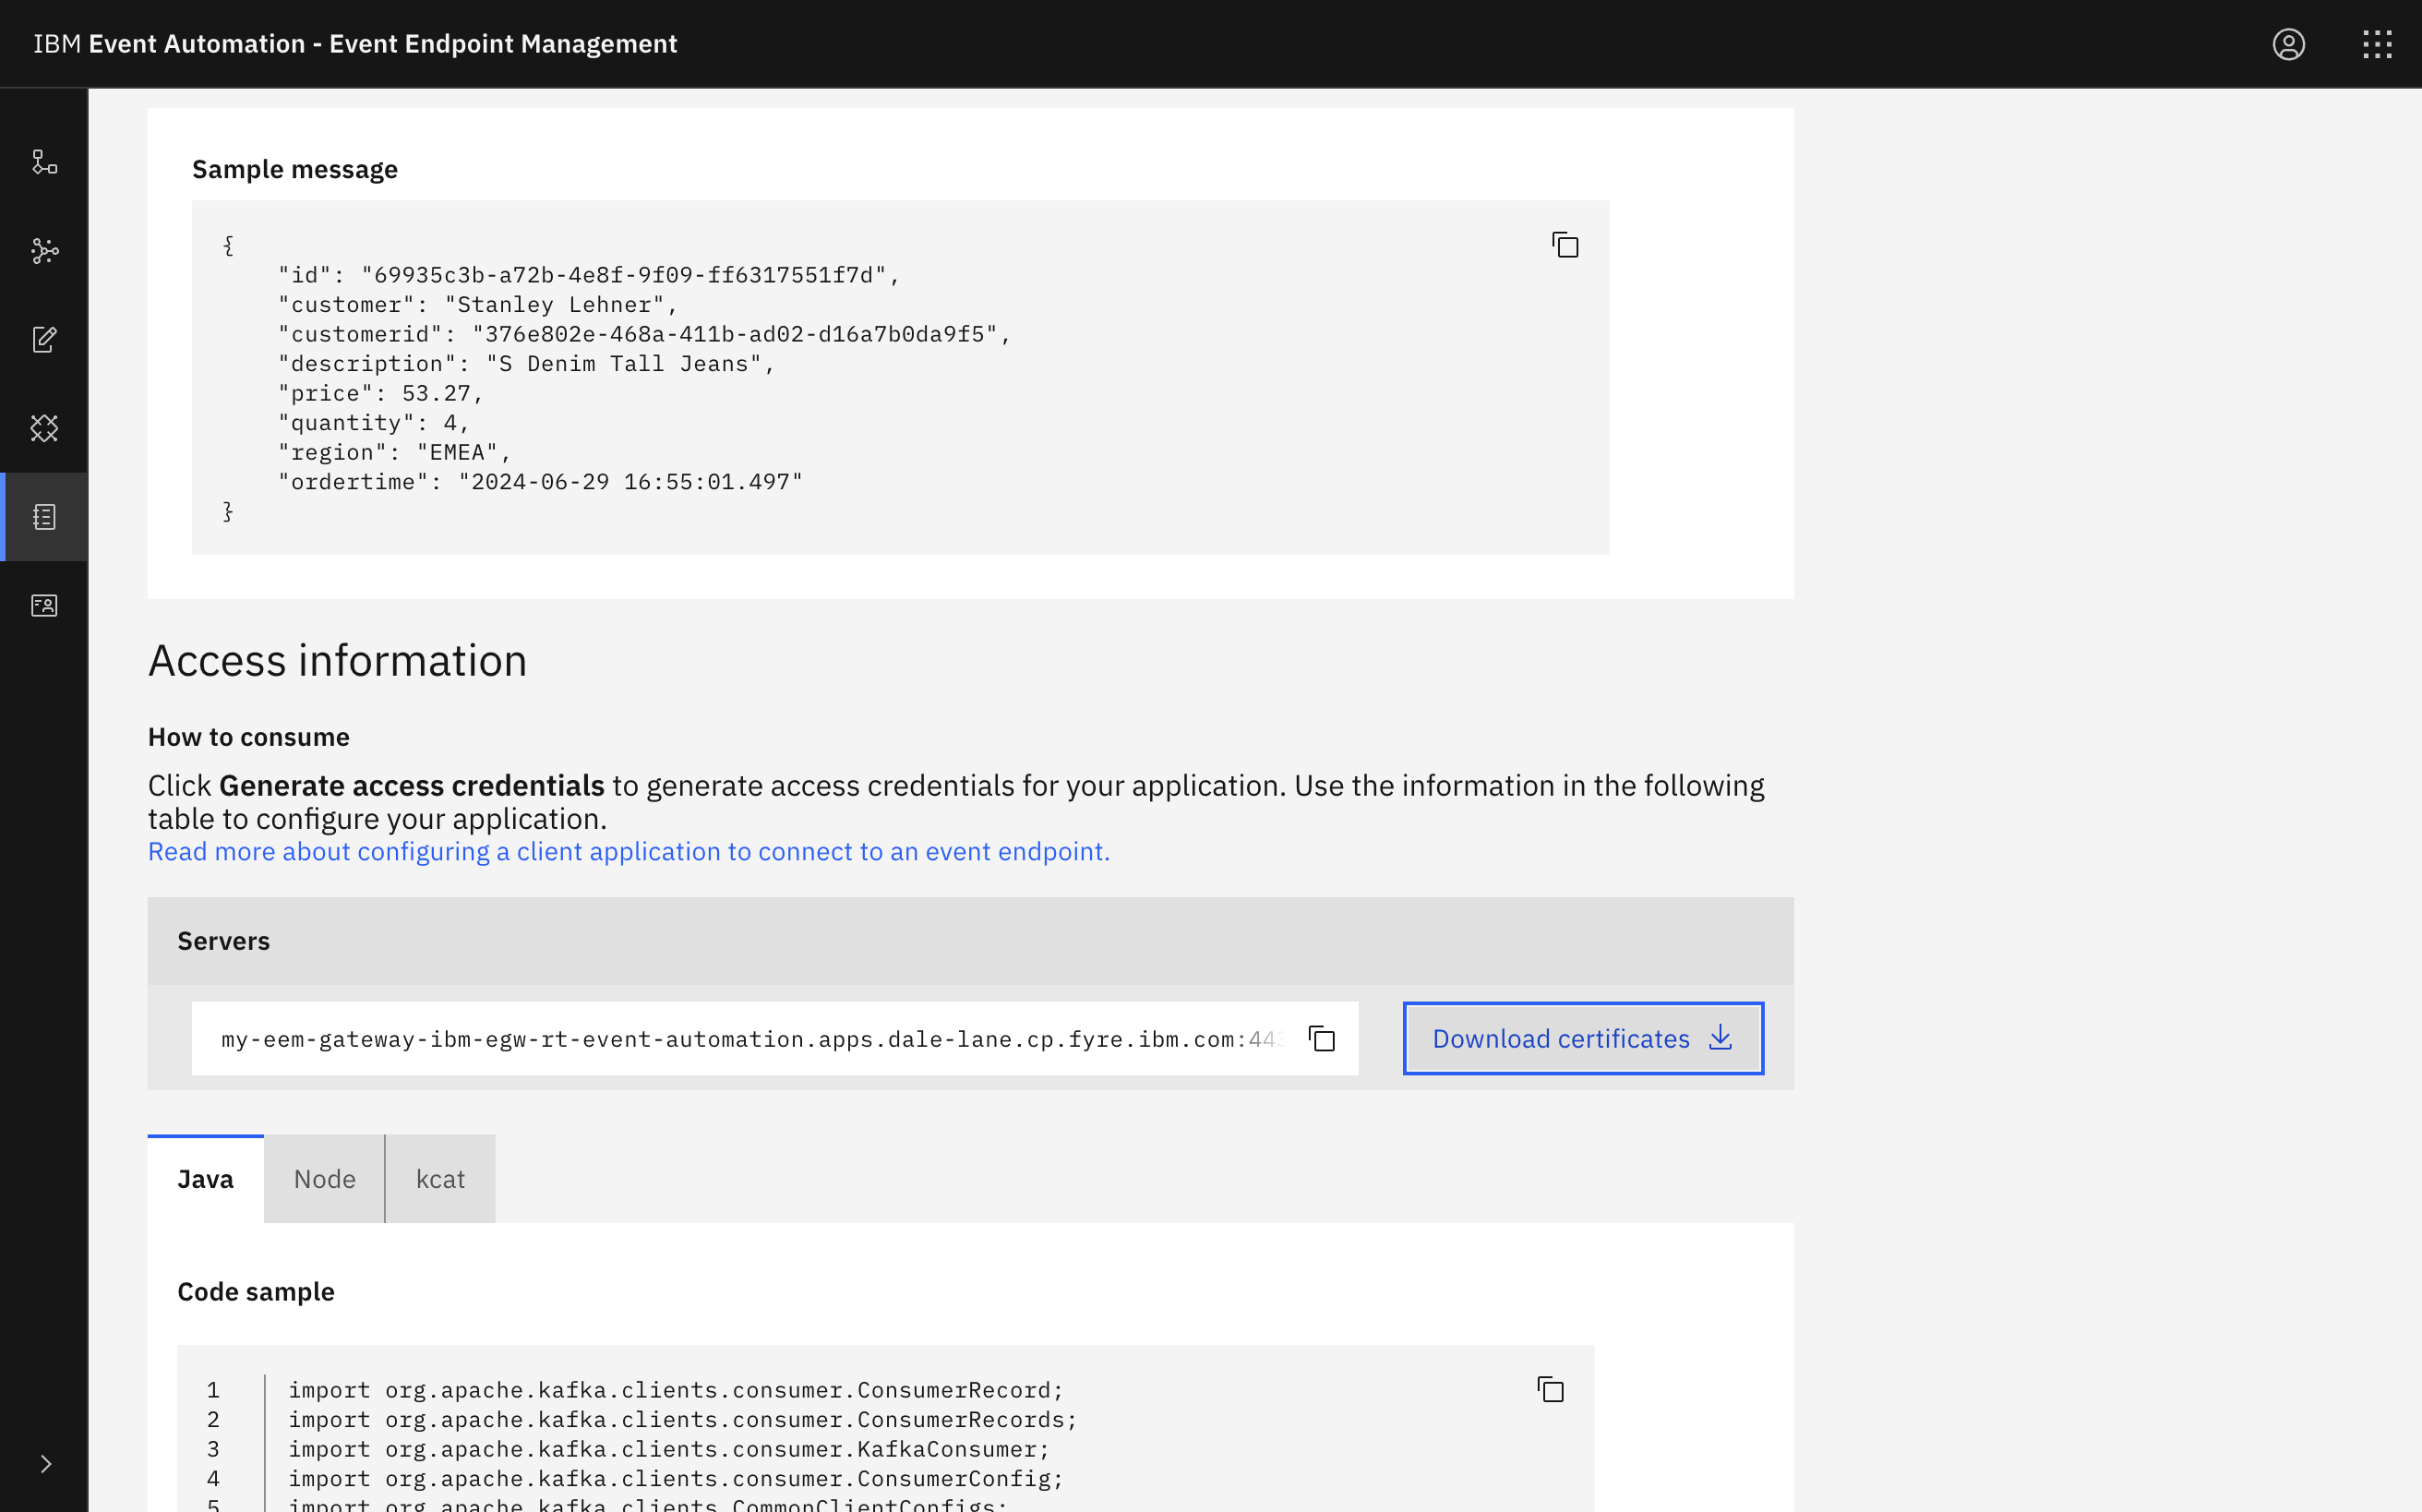 IBM Event Automation - Event Endpoint Management
Sample message
{
"id": "69935c3b-a72b-4e8f-9f09-ff6317551f7d",
"customer": "Stanley Lehner",
"customerid": "376e802e-468a-411b-ad02-d16a7b0da9f5",
"description": "S Denim Tall Jeans",
"price": 53.27,
"quantity": 4,
"region": "EMEA",
"ordertime": "2024-06-29 16:55:01.497"
}
Access information
How to consume
Click Generate access credentials to generate access credentials for your application. Use the information in the following
table to configure your application.
Read more about configuring a client application to connect to an event endpoint.
Servers
my-eem-gateway-ibm-egw-rt-event-automation.apps.dale-lane.cp.fyre.ibm.com:443
Download certificates
Java Node kcat
Code sample
1 import org.apache.kafka.clients.consumer.ConsumerRecord;
2 import org.apache.kafka.clients.consumer.ConsumerRecords;
3 import org.apache.kafka.clients.consumer.KafkaConsumer;
4 import org.apache.kafka.clients.consumer.ConsumerConfig;
5 import org.apache.kafka.clients.CommonClientConfigs;